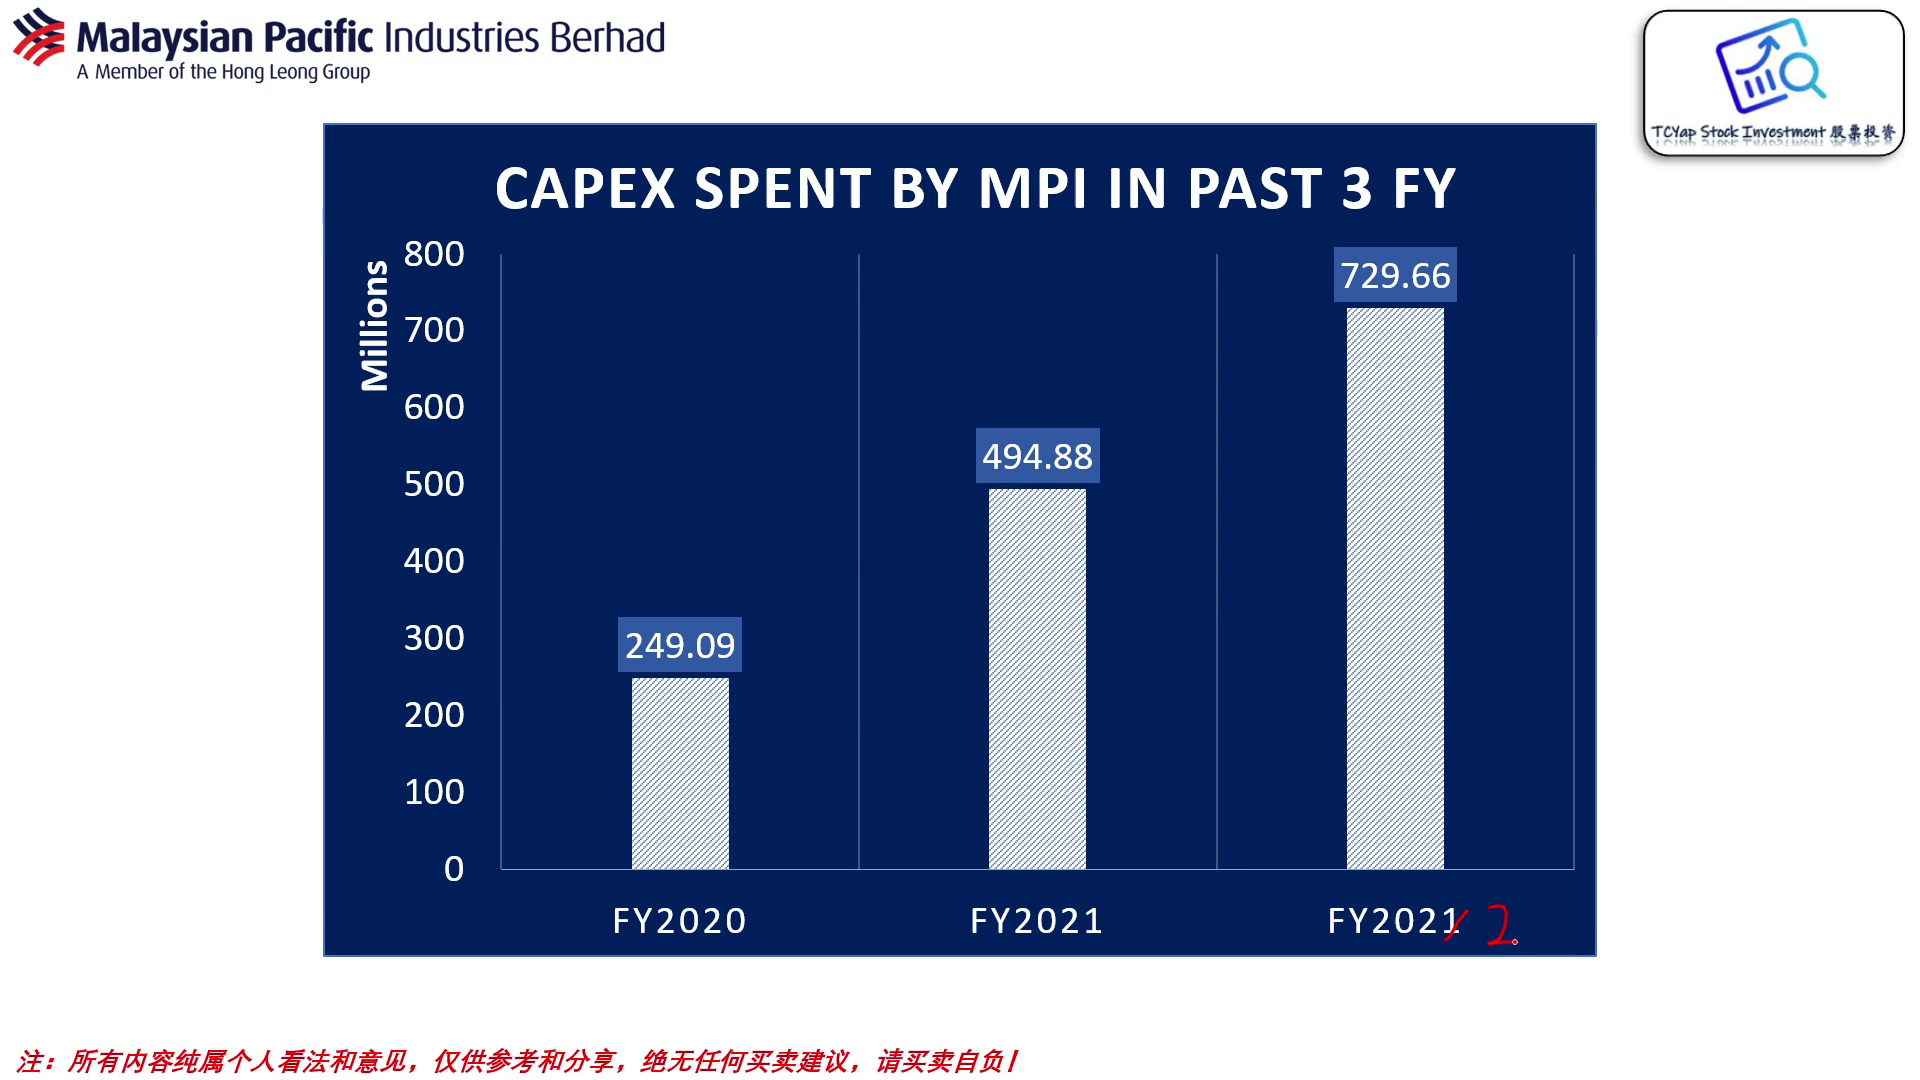 Malaysian Pacific Industries Berhad
A Member of the Hong Leong Group
TCYap Stock Investment 股票投资
CAPEX SPENT BY MPI IN PAST 3 FY
Millions
800
700
600
500
400
300
200
100
0
249.09
494.88
729.66
FY2020
FY2021
FY2021 2
注：所有内容纯属个人看法和意见，仅供参考和分享，绝无任何买卖建议，请买卖自负！